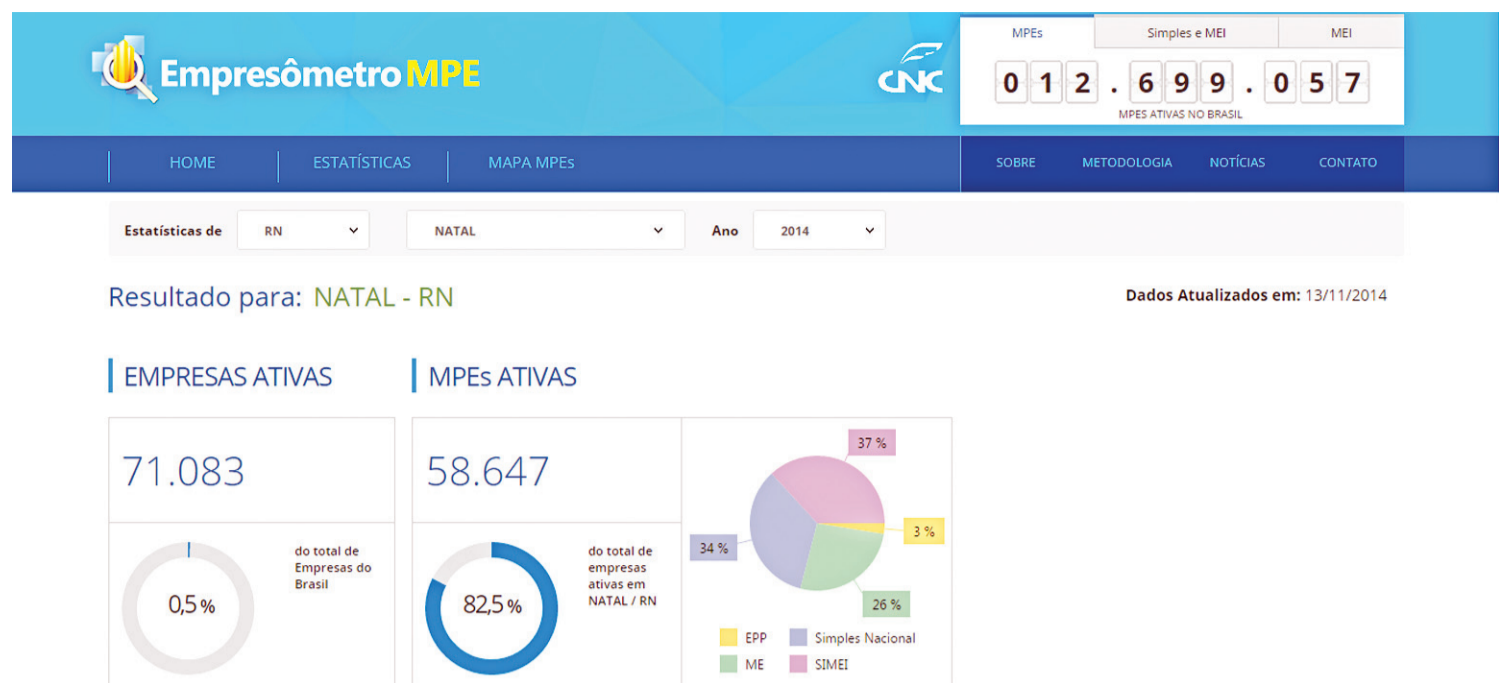 Empresômetro MPE
CNC
MPEs
Simples e MEI
MEI
012.699.057
MPES ATIVAS NO BRASIL
HOME
ESTATÍSTICAS
MAPA MPEs
SOBRE
METODOLOGIA
NOTÍCIAS
CONTATO
Estatísticas de
RN
NATAL
Ano
2014
Resultado para: NATAL - RN
Dados Atualizados em: 13/11/2014
EMPRESAS ATIVAS
71.083
0,5 %
do total de
Empresas do
Brasil
MPEs ATIVAS
58.647
82,5 %
do total de
empresas
ativas em
NATAL / RN
37 %
3 %
34 %
26 %
EPP
Simples Nacional
ME
SIMEI